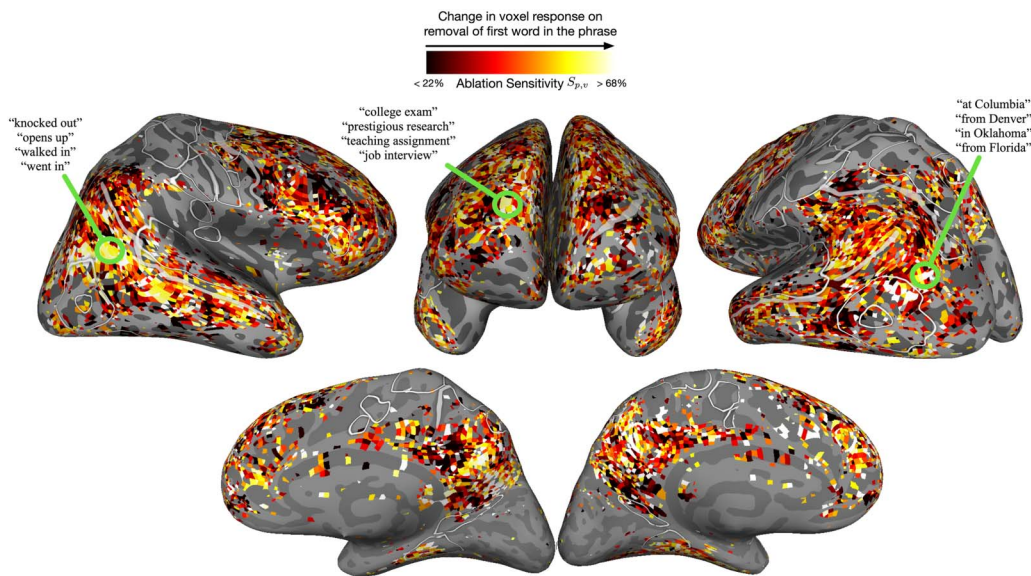 Change in voxel response on
removal of first word in the phrase
< 22% Ablation Sensitivity Sₚ,ᵥ > 68%
“knocked out”
“opens up”
“walked in”
“went in”
“college exam”
“prestigious research”
“teaching assignment”
“job interview”
“at Columbia”
“from Denver”
“in Oklahoma”
“from Florida”